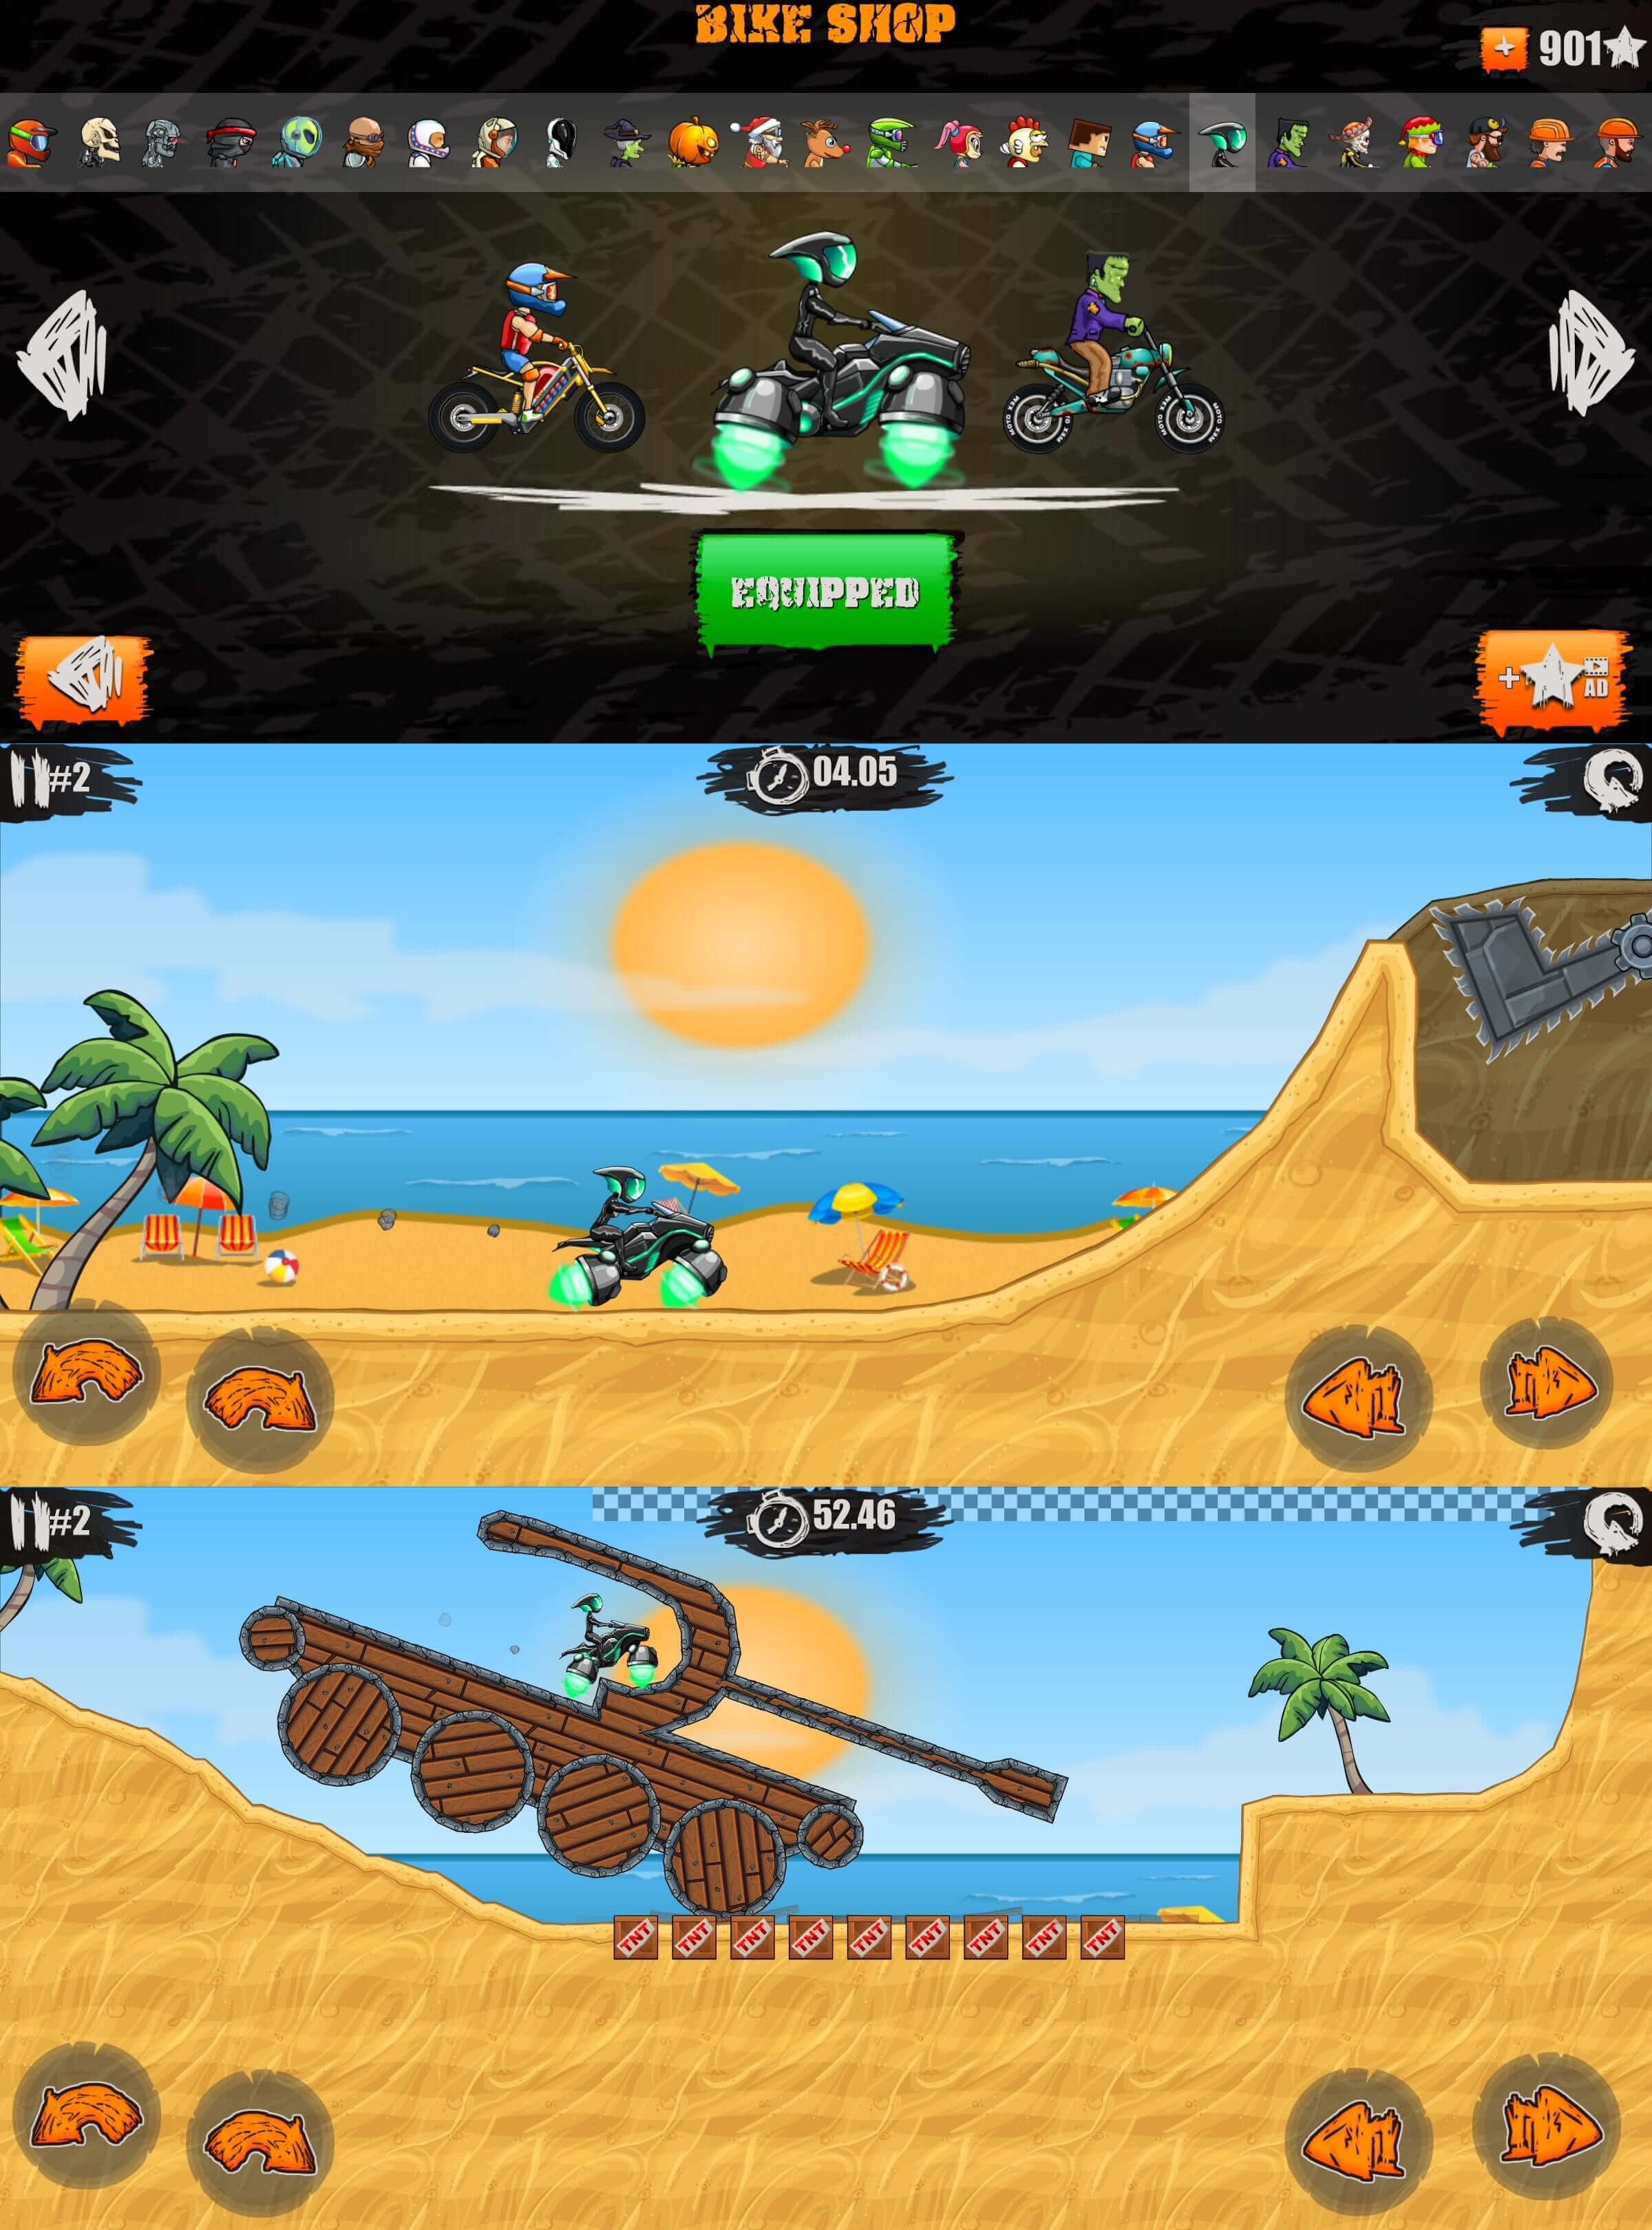 BIKE SHOP
+ 901
EQUIPPED
+ AD
#2
04.05
#2
52.46
TNT TNT TNT TNT TNT TNT TNT TNT TNT